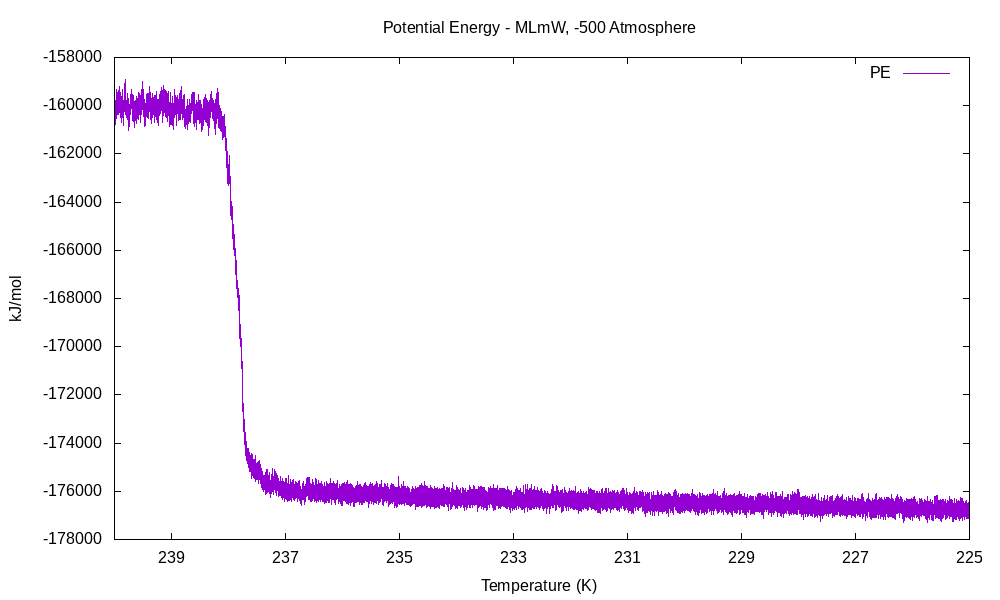 Potential Energy - MLmW, -500 Atmosphere
PE
-158000
-160000
-162000
-164000
-166000
-168000
-170000
-172000
-174000
-176000
-178000
kJ/mol
239 237 235 233 231 229 227 225
Temperature (K)